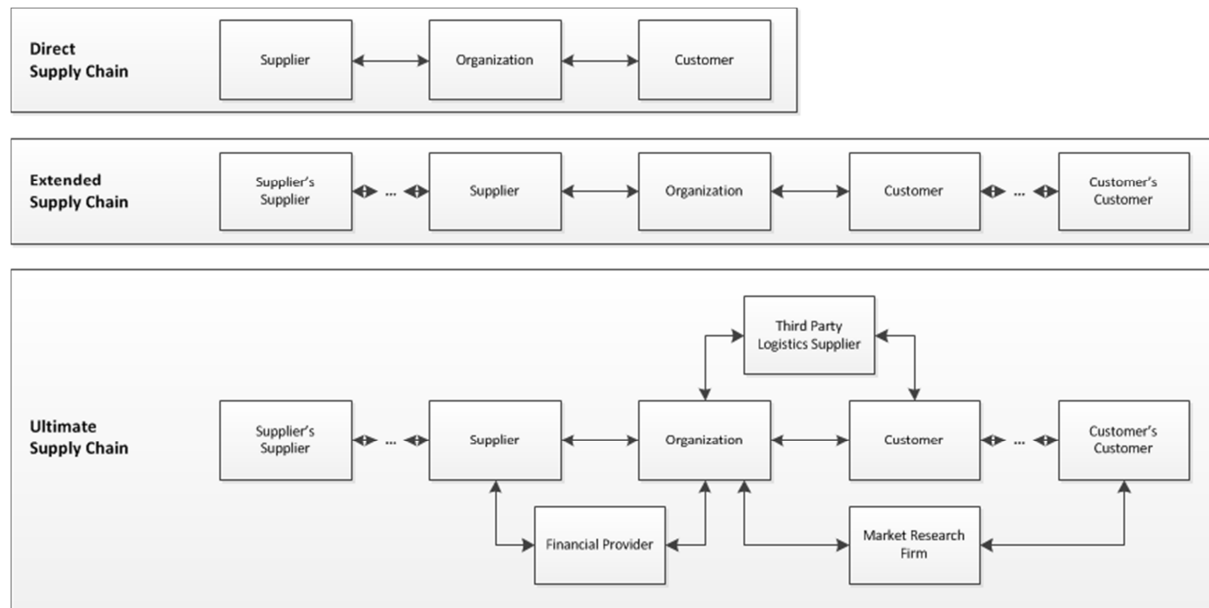 Direct
Supply Chain
Supplier
Organization
Customer
Extended
Supply Chain
Supplier's
Supplier
...
Supplier
Organization
Customer
...
Customer's
Customer
Ultimate
Supply Chain
Third Party
Logistics Supplier
Supplier's
Supplier
...
Supplier
Organization
Customer
...
Customer's
Customer
Financial Provider
Market Research
Firm